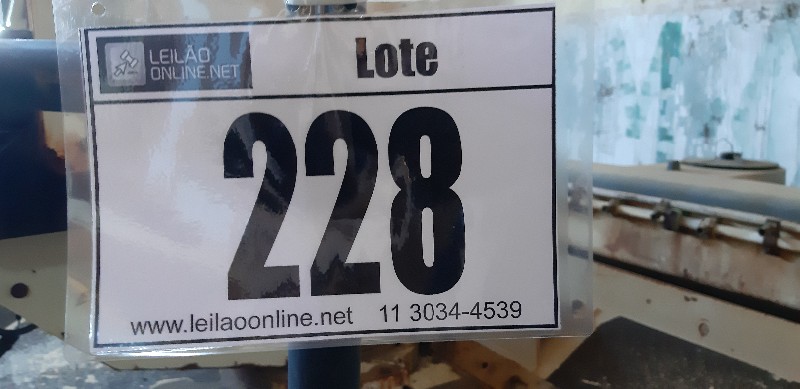 LEILÃO
ONLINE.NET
Lote
228
www.leilaoonline.net 11 3034-4539